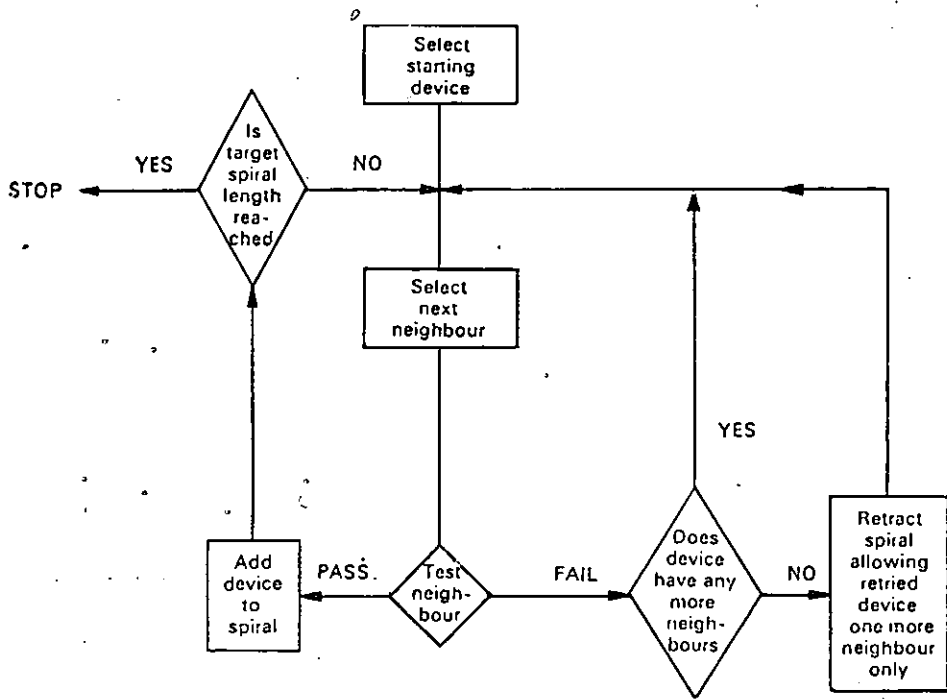 Select
starting
device
Is
target
spiral
length
rea-
ched
YES
NO
STOP
Select
next
neighbour
YES
Add
device
to
spiral
PASS.
Test
neigh-
bour
FAIL
Does
device
have any
more
neigh-
bours
NO
Retract
spiral
allowing
retried
device
one more
neighbour
only